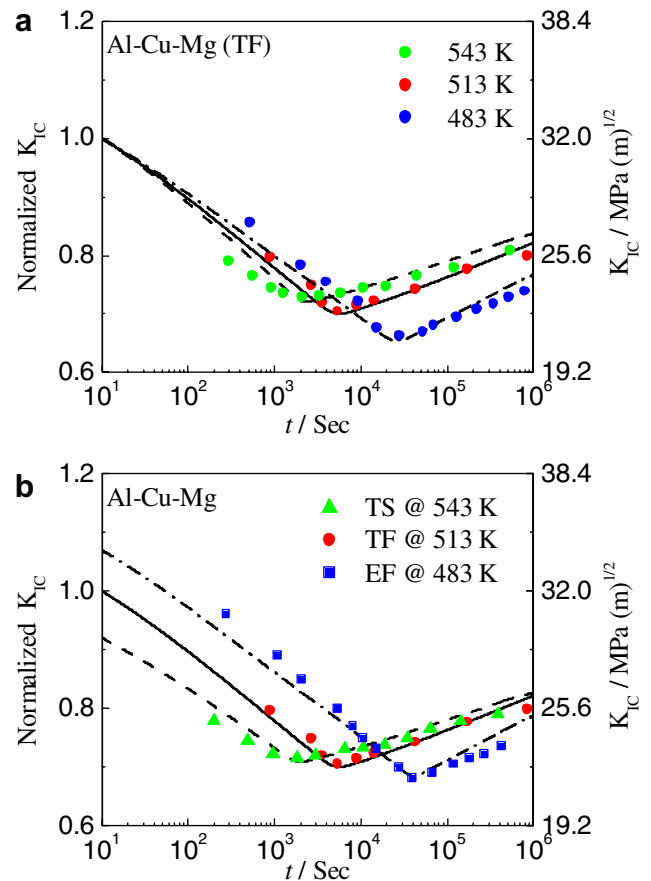 a
Al-Cu-Mg (TF)
543 K
513 K
483 K
1.2
1.0
0.8
0.6
Normalized K_IC
38.4
32.0
25.6
19.2
K_IC / MPa (m)^1/2
10^1 10^2 10^3 10^4 10^5 10^6
t / Sec
b
Al-Cu-Mg
TS @ 543 K
TF @ 513 K
EF @ 483 K
1.2
1.0
0.8
0.6
Normalized K_IC
38.4
32.0
25.6
19.2
K_IC / MPa (m)^1/2
10^1 10^2 10^3 10^4 10^5 10^6
t / Sec